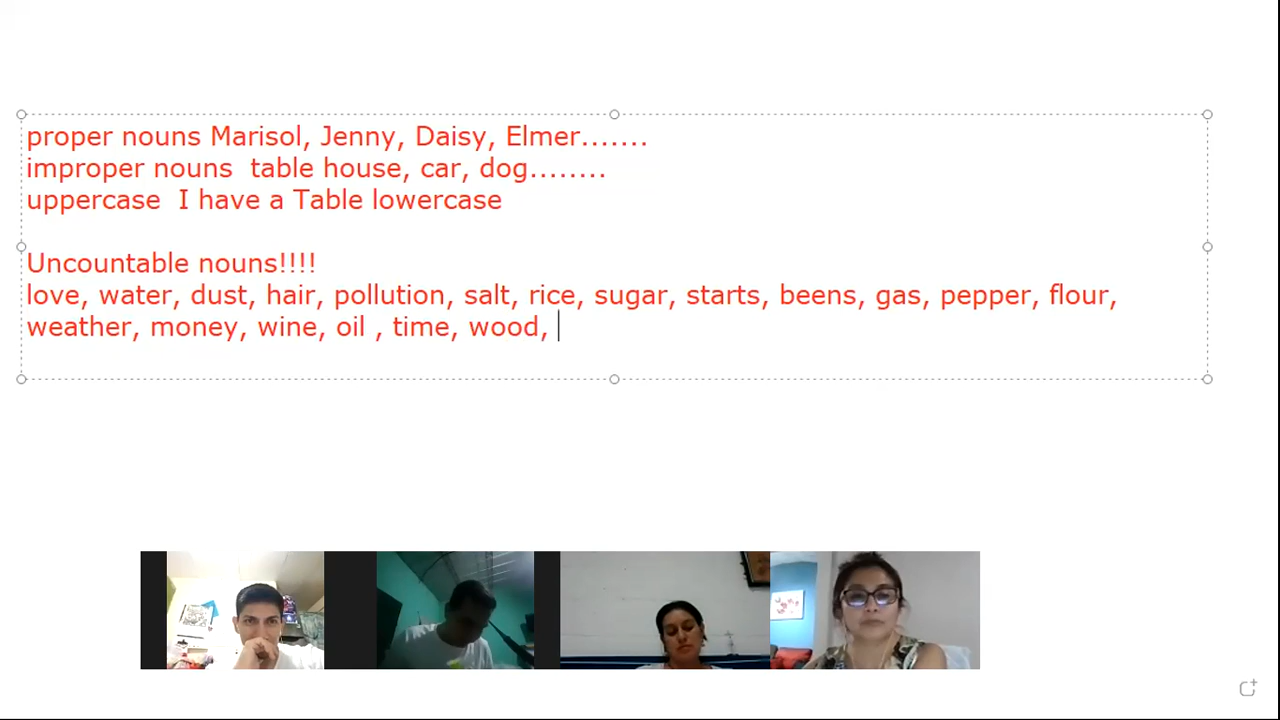 proper nouns Marisol, Jenny, Daisy, Elmer.......
improper nouns  table house, car, dog........
uppercase  I have a Table lowercase
Uncountable nouns!!!!
love, water, dust, hair, pollution, salt, rice, sugar, starts, beens, gas, pepper, flour,
weather, money, wine, oil , time, wood,